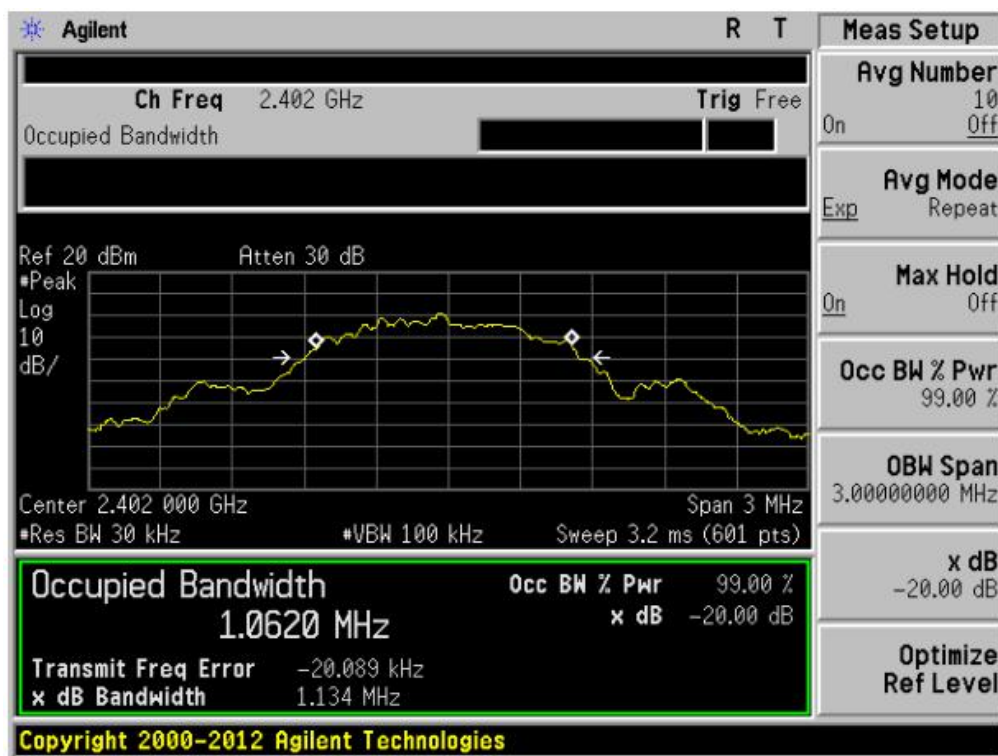 Agilent R T
Ch Freq 2.402 GHz Trig Free
Occupied Bandwidth
Ref 20 dBm Atten 30 dB
#Peak
Log
10
dB/
Center 2.402 000 GHz Span 3 MHz
#Res BW 30 kHz #VBW 100 kHz Sweep 3.2 ms (601 pts)
Occupied Bandwidth Occ BW % Pwr 99.00 %
1.0620 MHz x dB -20.00 dB
Transmit Freq Error -20.089 kHz
x dB Bandwidth 1.134 MHz
Copyright 2000-2012 Agilent Technologies
Meas Setup
Avg Number
10
On Off
Avg Mode
Exp Repeat
Max Hold
On Off
Occ BW % Pwr
99.00 %
OBW Span
3.00000000 MHz
x dB
-20.00 dB
Optimize
Ref Level